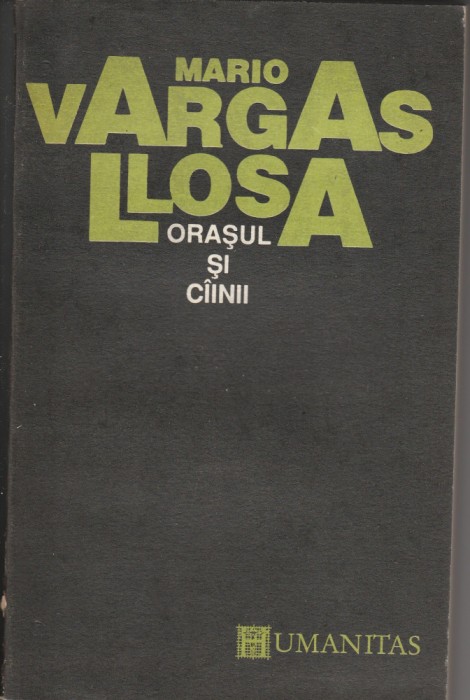 MARIO
VARGAS
LLOSA
ORAŞUL
ŞI
CÎINII
HUMANITAS